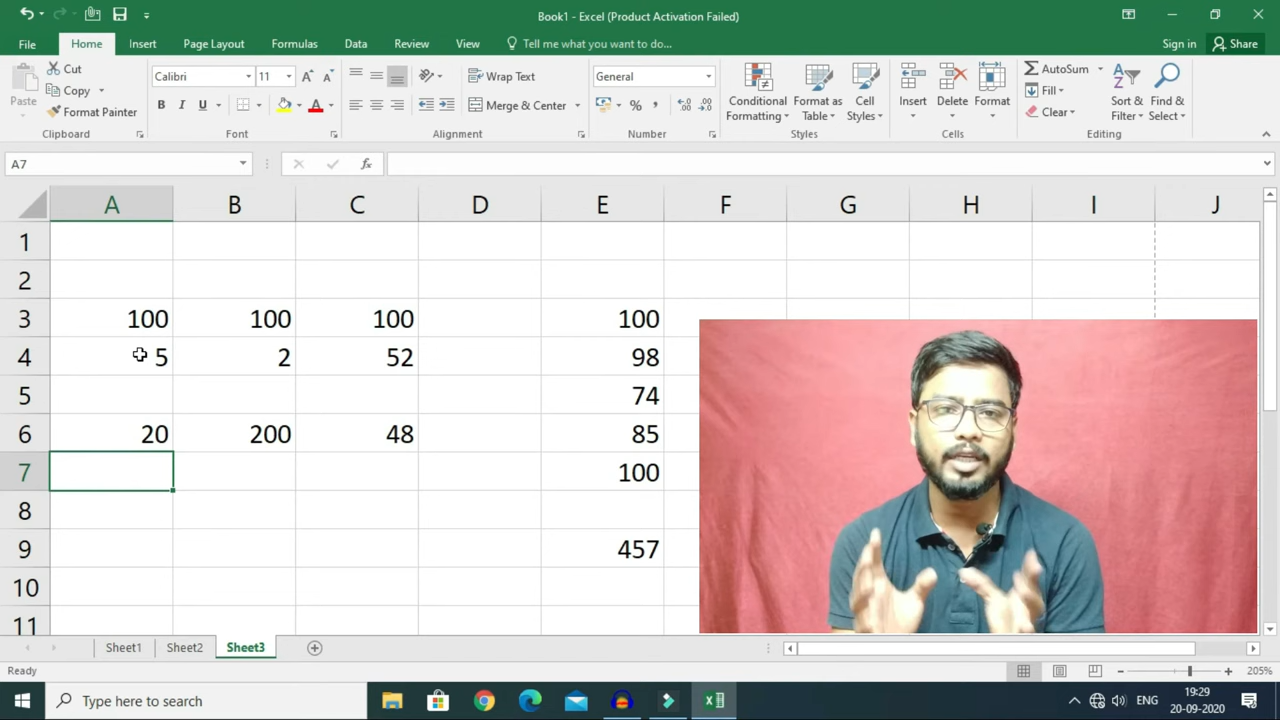 Book1 - Excel (Product Activation Failed)
File Home Insert Page Layout Formulas Data Review View Tell me what you want to do... Sign in Share
Cut
Copy
Format Painter
Paste
Clipboard
Calibri 11
B I U A
Font
Wrap Text
Merge & Center
Alignment
General
%
Number
Conditional Formatting
Format as Table
Cell Styles
Styles
Insert Delete Format
Cells
AutoSum
Fill
Clear
Sort & Filter
Find & Select
Editing
A7 fx
A B C D E F G H I J
1
2
3 100 100 100 100
4 5 2 52 98
5 74
6 20 200 48 85
7 100
8
9 457
10
11
Sheet1 Sheet2 Sheet3
Ready 205%
Type here to search ENG 19:29
20-09-2020